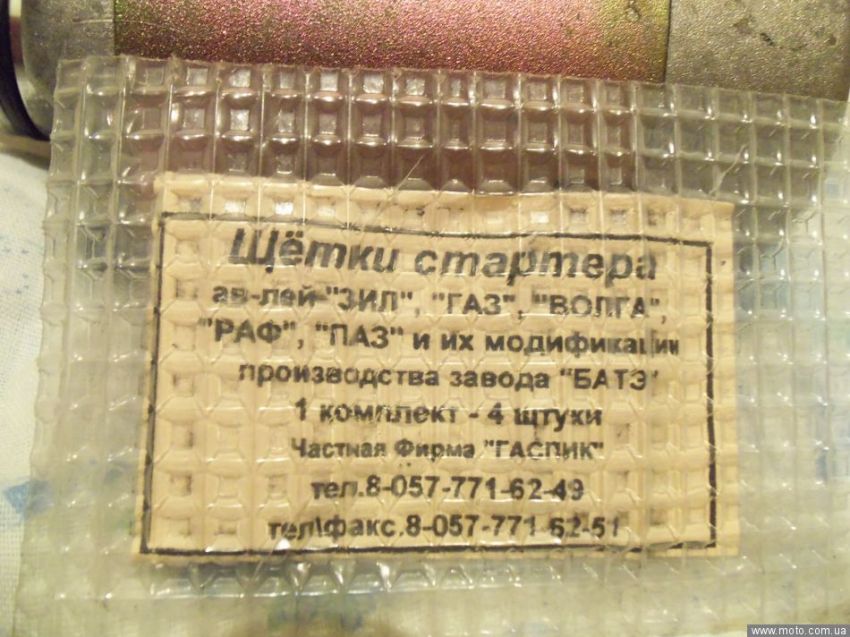 Щётки стартера
ав-лей-"ЗИЛ", "ГАЗ", "ВОЛГА",
"РАФ", "ПАЗ" и их модификации
производства завода "БАТЭ"
1 комплект - 4 штуки
Частная Фирма "ГАСПИК"
тел.8-057-771-62-49
тел\факс.8-057-771-62-51
www.moto.com.ua